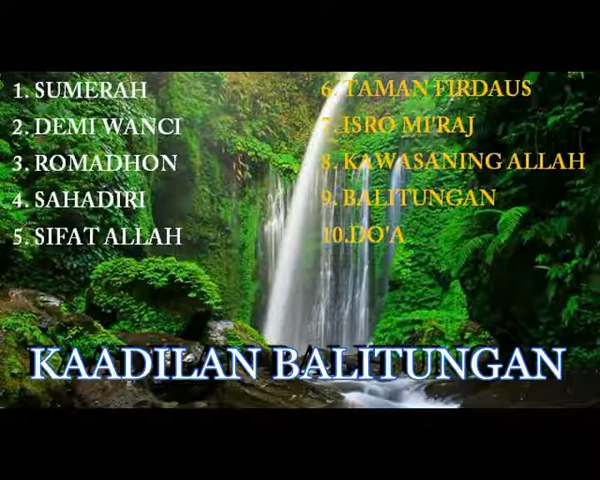 1. SUMERAH
2. DEMI WANCI
3. ROMADHON
4. SAHADIRI
5. SIFAT ALLAH
6. TAMAN FIRDAUS
7. ISRO MI'RAJ
8. KAWASANING ALLAH
9. BALITUNGAN
10.DO'A
KAADILAN BALITUNGAN